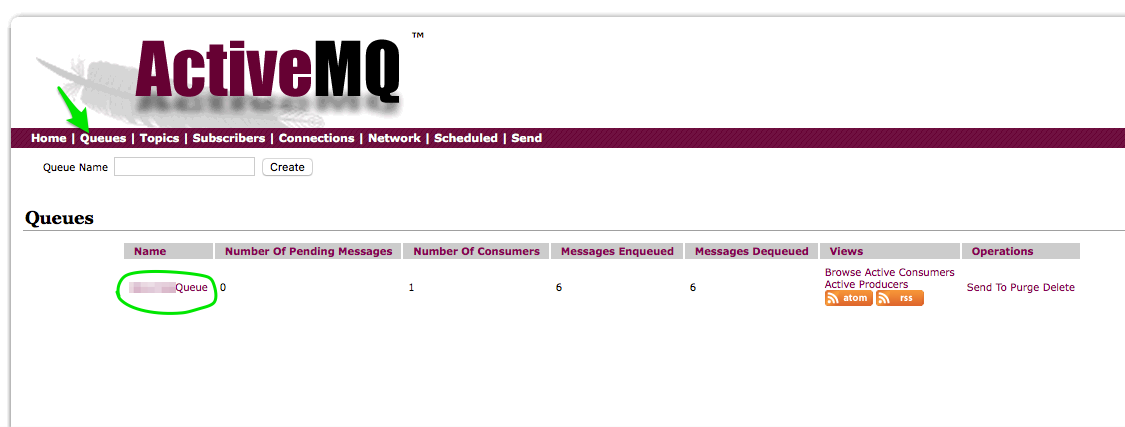 ActiveMQ™
Home | Queues | Topics | Subscribers | Connections | Network | Scheduled | Send
Queue Name Create
Queues
Name Number Of Pending Messages Number Of Consumers Messages Enqueued Messages Dequeued Views Operations
Queue 0 1 6 6 Browse Active Consumers
Active Producers
atom rss
Send To Purge Delete